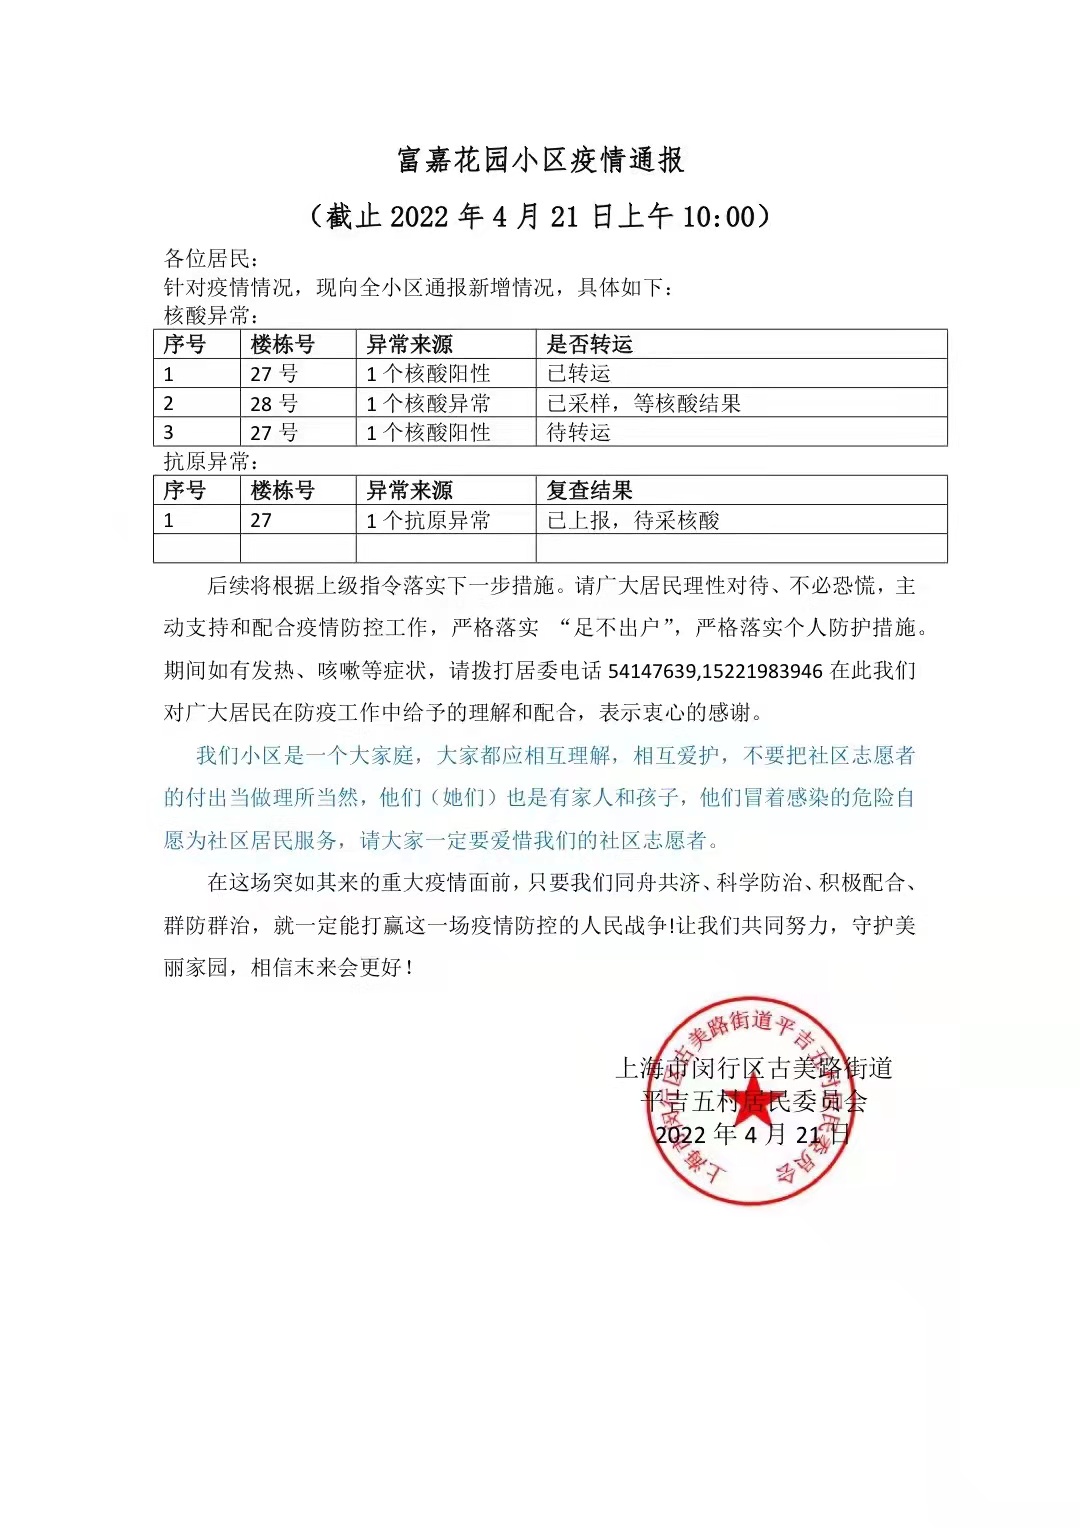 富嘉花园小区疫情通报
（截止 2022 年 4 月 21 日上午 10:00）
各位居民：
针对疫情情况，现向全小区通报新增情况，具体如下：
核酸异常：
序号 楼栋号 异常来源 是否转运
1 27 号 1 个核酸阳性 已转运
2 28 号 1 个核酸异常 已采样，等核酸结果
3 27 号 1 个核酸阳性 待转运
抗原异常：
序号 楼栋号 异常来源 复查结果
1 27 1 个抗原异常 已上报，待采核酸
后续将根据上级指令落实下一步措施。请广大居民理性对待、不必恐慌，主
动支持和配合疫情防控工作，严格落实 “足不出户”，严格落实个人防护措施。
期间如有发热、咳嗽等症状，请拨打居委电话 54147639,15221983946 在此我们
对广大居民在防疫工作中给予的理解和配合，表示衷心的感谢。
我们小区是一个大家庭，大家都应相互理解，相互爱护，不要把社区志愿者
的付出当做理所当然，他们（她们）也是有家人和孩子，他们冒着感染的危险自
愿为社区居民服务，请大家一定要爱惜我们的社区志愿者。
在这场突如其来的重大疫情面前，只要我们同舟共济、科学防治、积极配合、
群防群治，就一定能打赢这一场疫情防控的人民战争!让我们共同努力，守护美
丽家园，相信末来会更好！
上海市闵行区古美路街道
平吉五村居民委员会
2022 年 4 月 21 日
上海市闵行区古美路街道平吉五村居民委员会